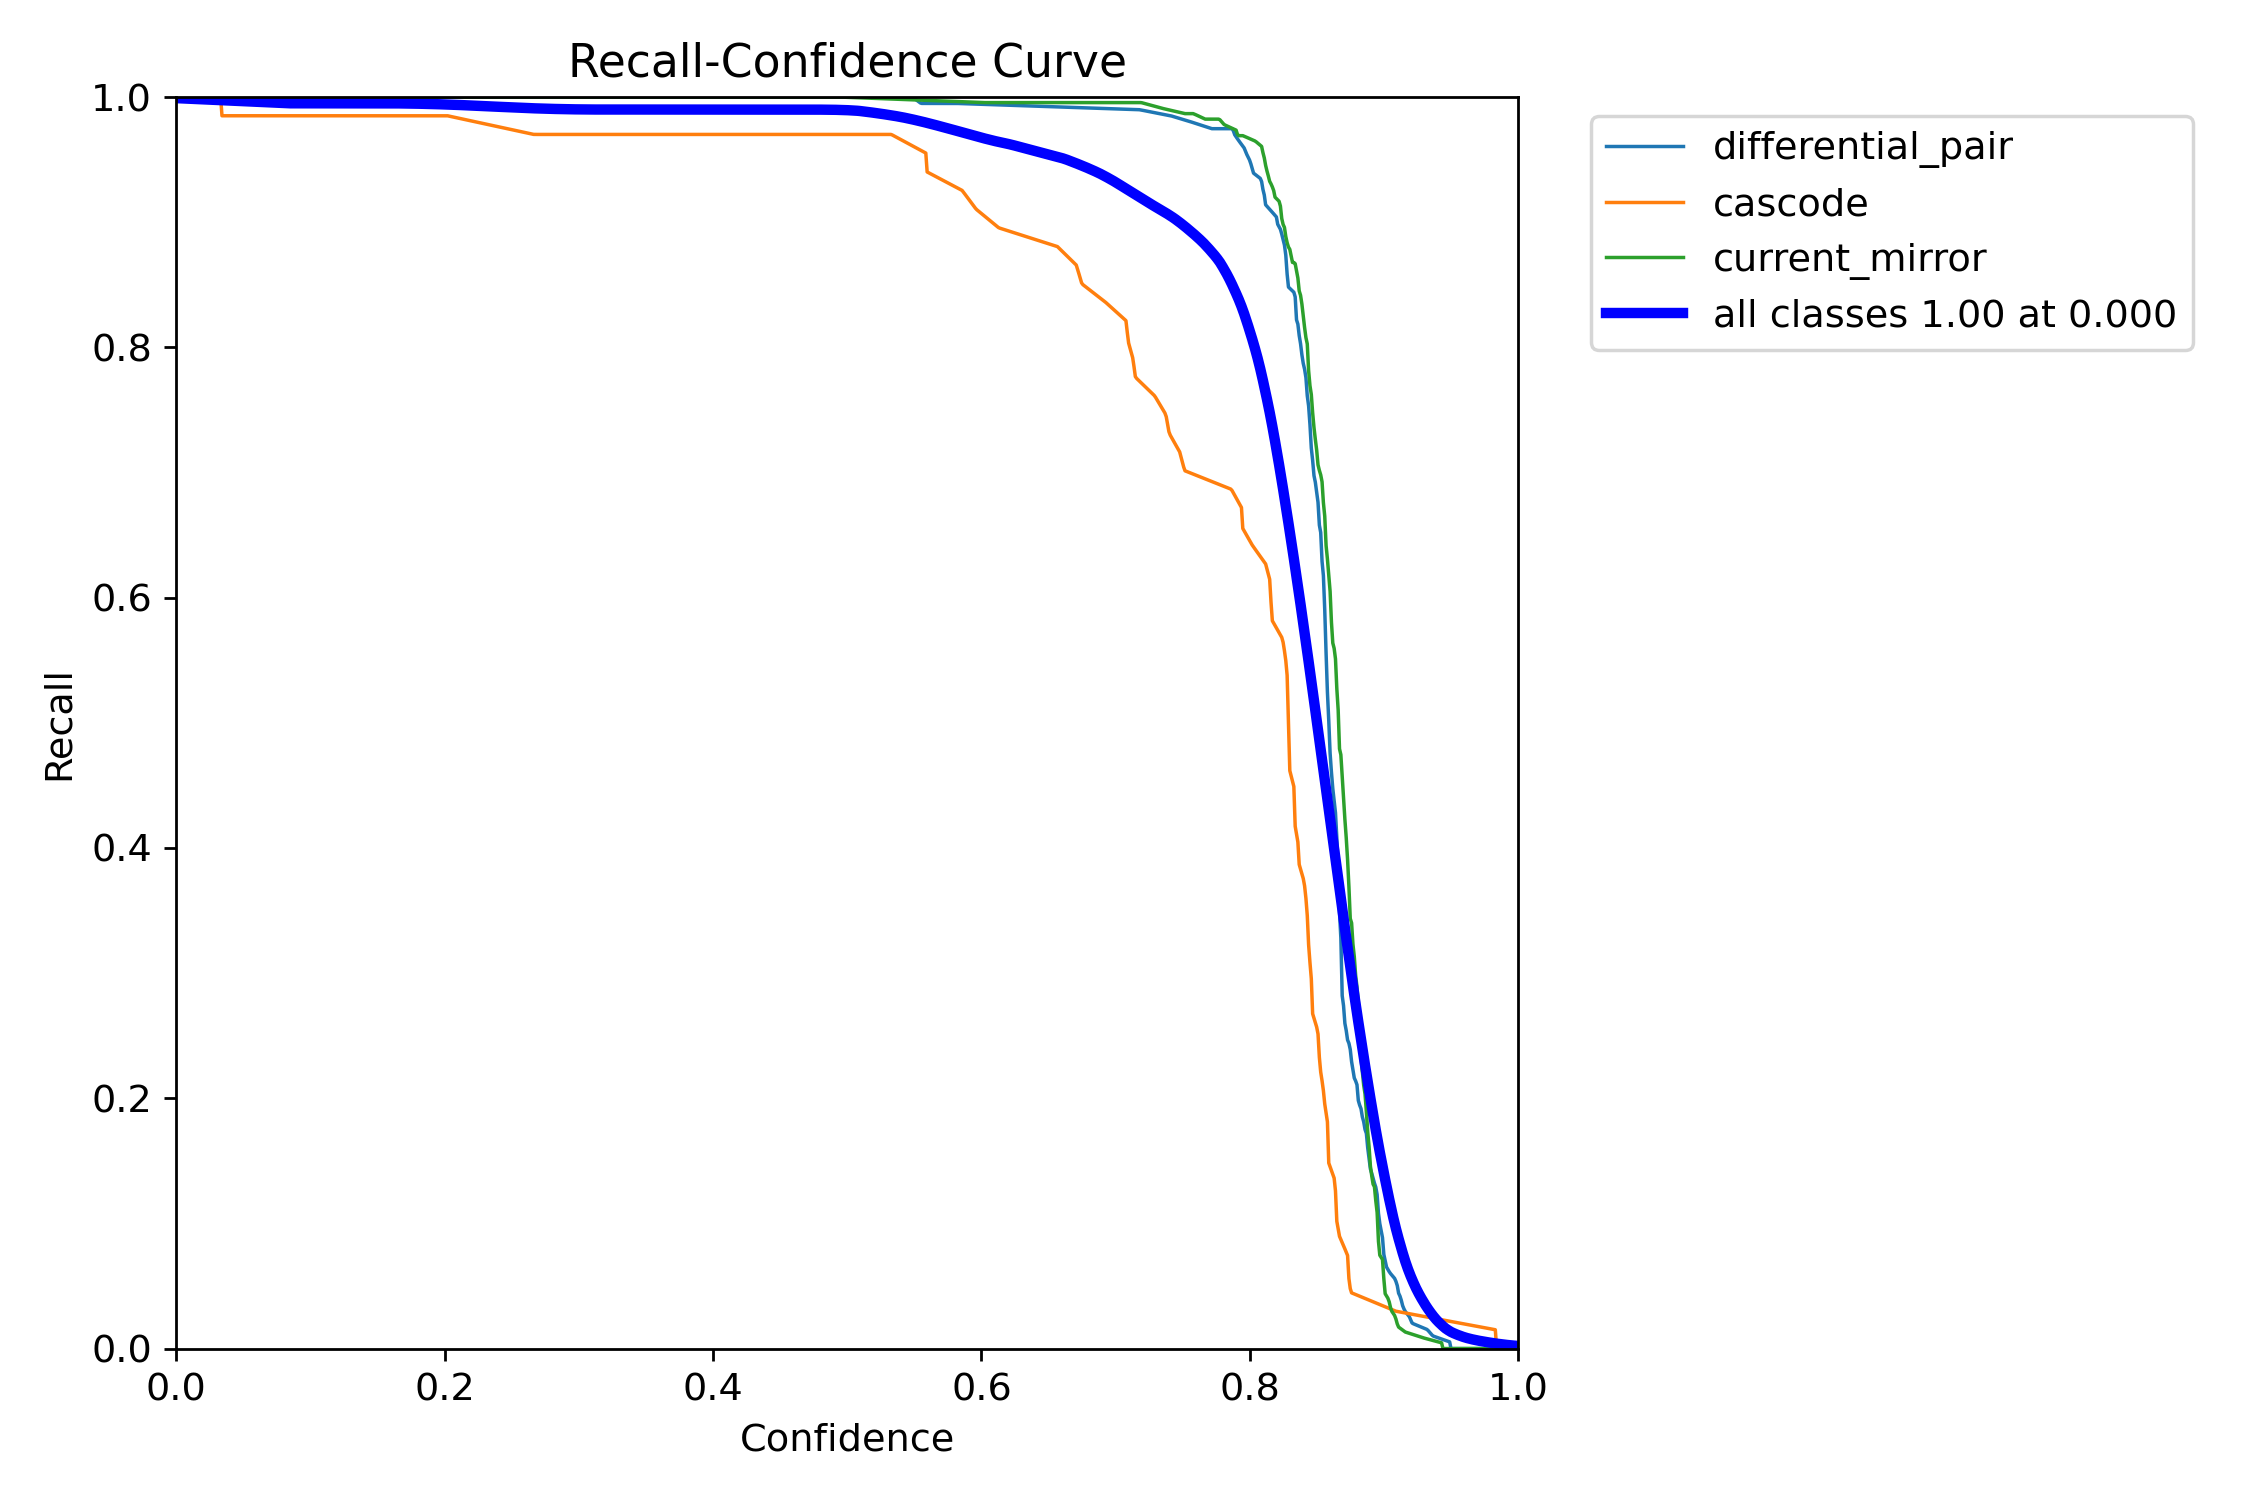 Recall-Confidence Curve
1.0
0.8
0.6
0.4
0.2
0.0
Recall
0.0 0.2 0.4 0.6 0.8 1.0
Confidence
differential_pair
cascode
current_mirror
all classes 1.00 at 0.000